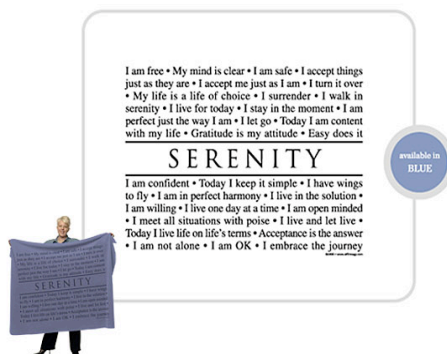 I am free • My mind is clear • I am safe • I accept things
just as they are • I accept me just as I am • I turn it over
• My life is a life of choice • I surrender • I walk in
serenity • I live for today • I stay in the moment • I am
perfect just the way I am • I let go • Today I am content
with my life • Gratitude is my attitude • Easy does it
SERENITY
I am confident • Today I keep it simple • I have wings
to fly • I am in perfect harmony • I live in the solution •
I am willing • I live one day at a time • I am open minded
• I meet all situations with poise • I live and let live •
Today I live life on life's terms • Acceptance is the answer
• I am not alone • I am OK • I embrace the journey
available in
BLUE
SERENITY